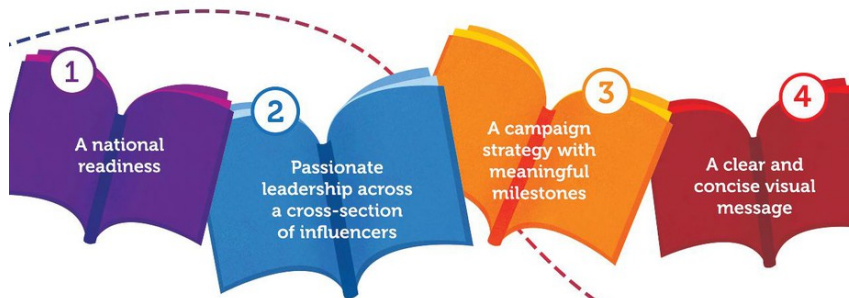 1
A national
readiness
2
Passionate
leadership across
a cross-section
of influencers
3
A campaign
strategy with
meaningful
milestones
4
A clear and
concise visual
message